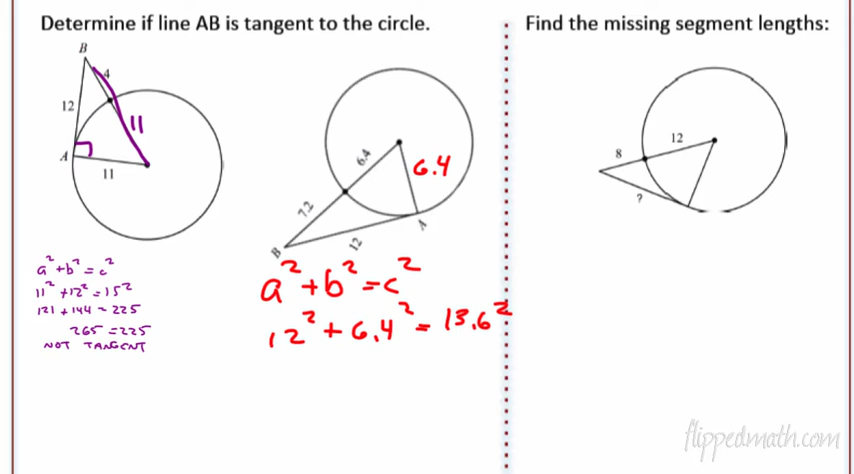 Determine if line AB is tangent to the circle.
B
4
12
11
A
11
a² + b² = c²
11² + 12² = 15²
121 + 144 = 225
265 = 225
NOT TANGENT
6.4
6.4
7.2
A
B
12
a² + b² = c²
12² + 6.4² = 13.6²
Find the missing segment lengths:
12
8
?
flippedmath.com